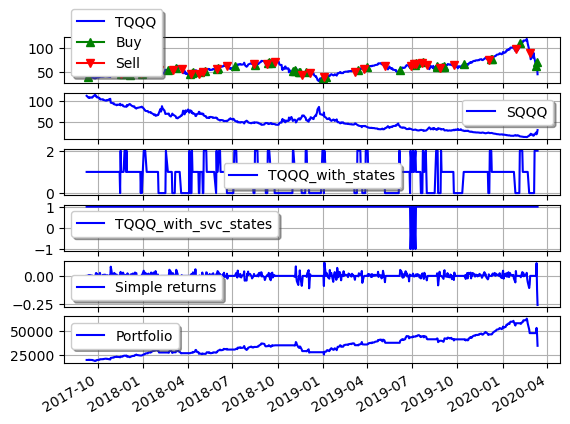 TQQQ
Buy
Sell
100
50
100
50
SQQQ
2
0
TQQQ_with_states
1
0
−1
TQQQ_with_svc_states
0.00
−0.25
Simple returns
50000
25000
Portfolio
2017-10 2018-01 2018-04 2018-07 2018-10 2019-01 2019-04 2019-07 2019-10 2020-01 2020-04